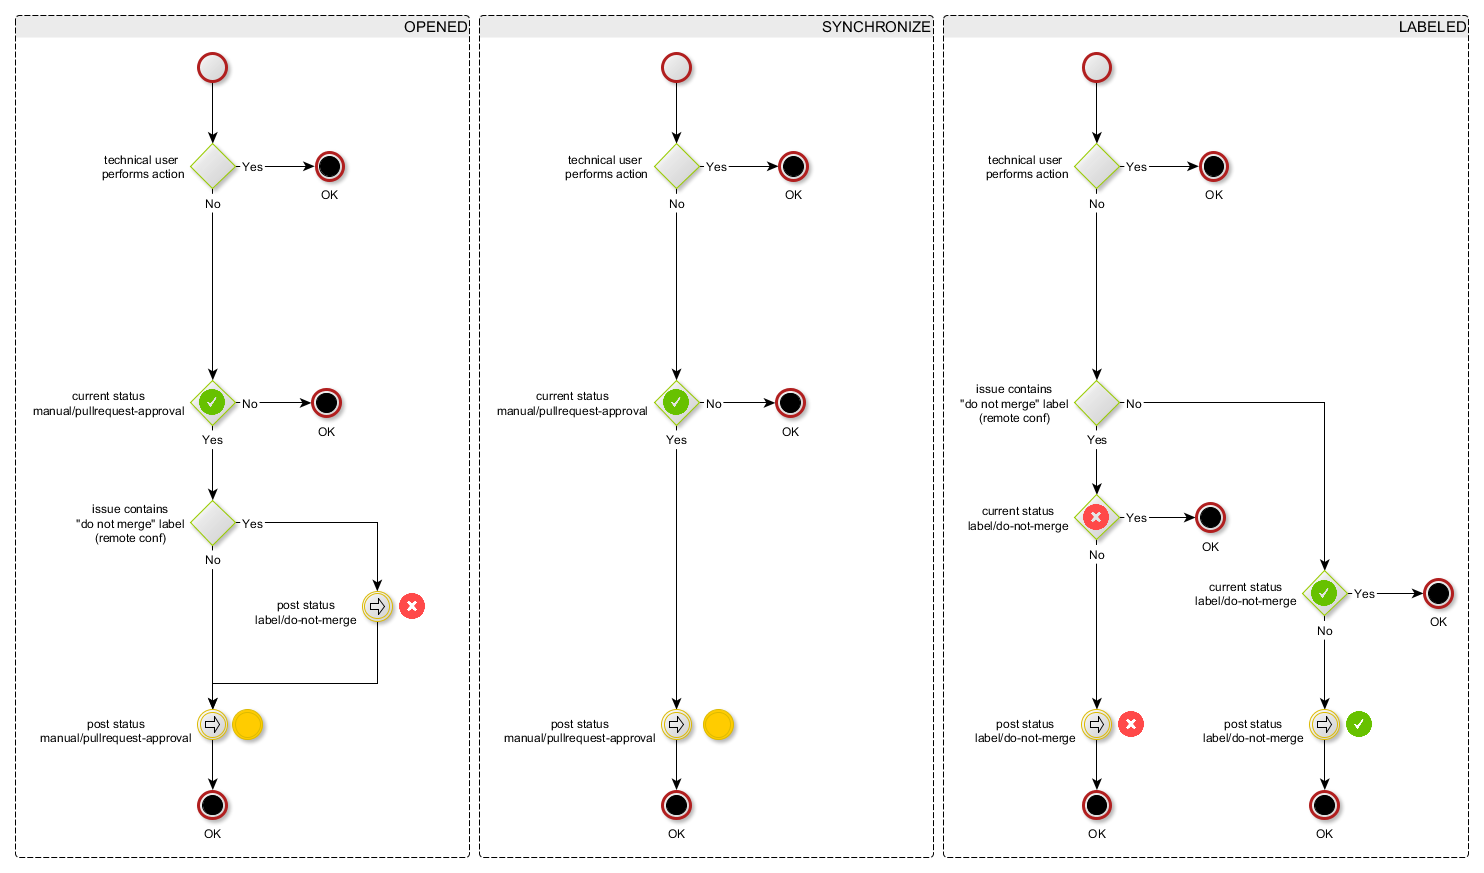 OPENED
technical user
performs action
Yes
OK
No
current status
manual/pullrequest-approval
No
OK
Yes
issue contains
"do not merge" label
(remote conf)
Yes
No
post status
label/do-not-merge
post status
manual/pullrequest-approval
OK
SYNCHRONIZE
technical user
performs action
Yes
OK
No
current status
manual/pullrequest-approval
No
OK
Yes
post status
manual/pullrequest-approval
OK
LABELED
technical user
performs action
Yes
OK
No
issue contains
"do not merge" label
(remote conf)
No
Yes
current status
label/do-not-merge
Yes
OK
No
current status
label/do-not-merge
Yes
OK
No
post status
label/do-not-merge
OK
post status
label/do-not-merge
OK